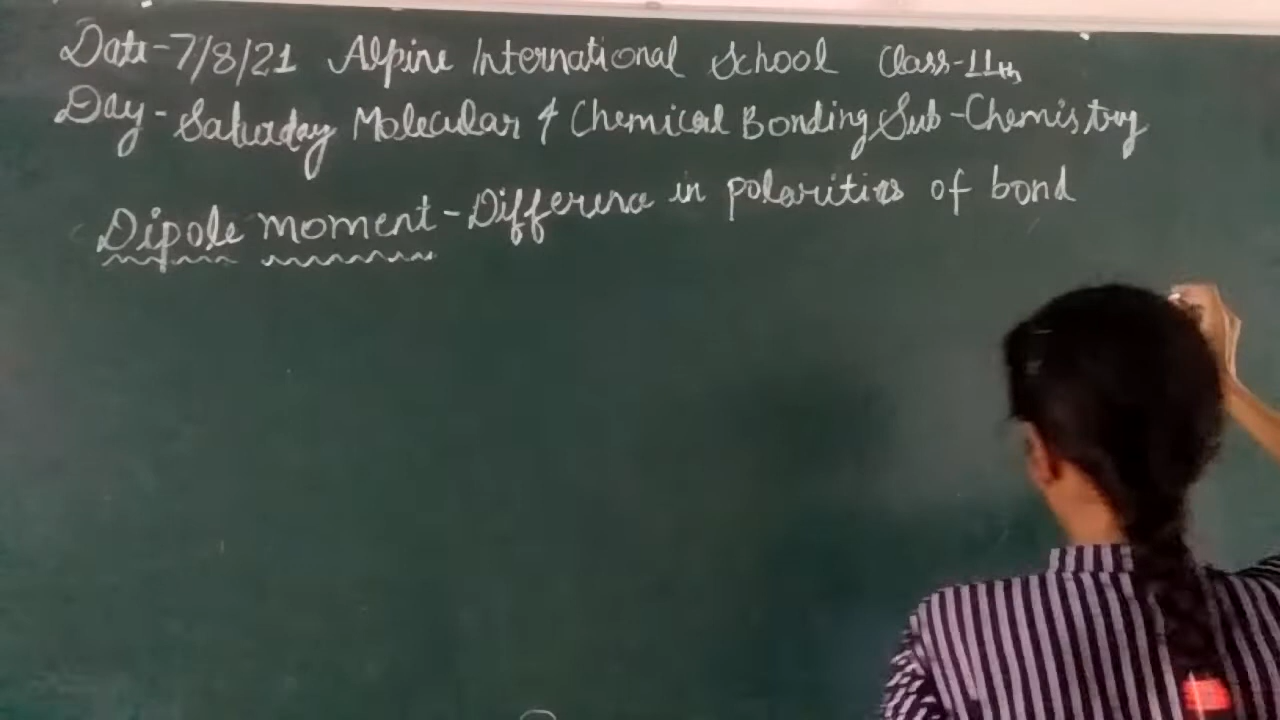 Date-7/8/21 Alpine International School Class-11th
Day-Saturday Molecular & Chemical Bonding Sub-Chemistry
Dipole moment-Difference in polarities of bond